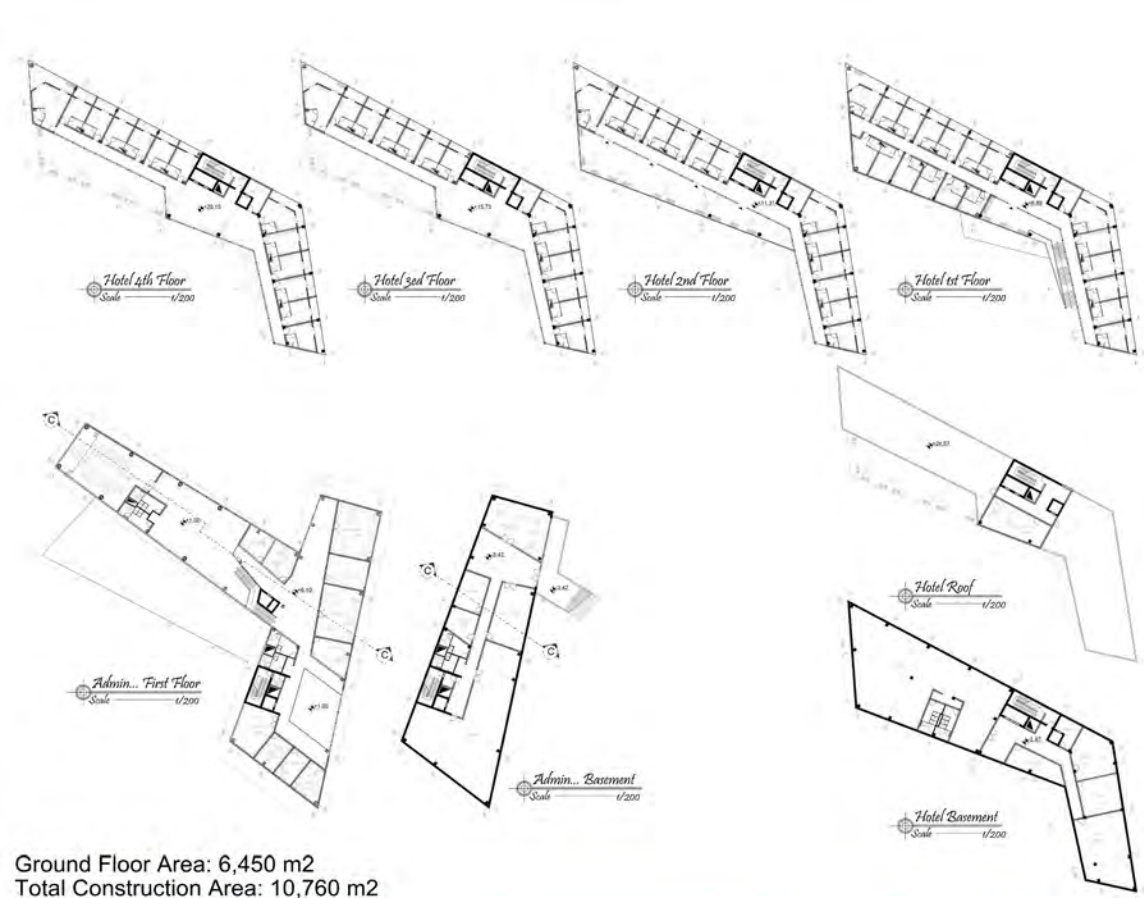 Hotel 4th Floor
Scale 1/200
Hotel 3ed Floor
Scale 1/200
Hotel 2nd Floor
Scale 1/200
Hotel 1st Floor
Scale 1/200
C
C
C
C
Hotel Roof
Scale 1/200
Admin... First Floor
Scale 1/200
Admin... Basement
Scale 1/200
Hotel Basement
Scale 1/200
Ground Floor Area: 6,450 m2
Total Construction Area: 10,760 m2